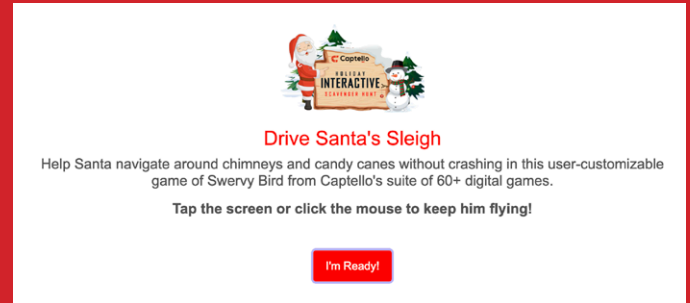 Captello
HOLIDAY
INTERACTIVE
SCAVENGER HUNT
Drive Santa's Sleigh
Help Santa navigate around chimneys and candy canes without crashing in this user-customizable
game of Swervy Bird from Captello's suite of 60+ digital games.
Tap the screen or click the mouse to keep him flying!
I'm Ready!